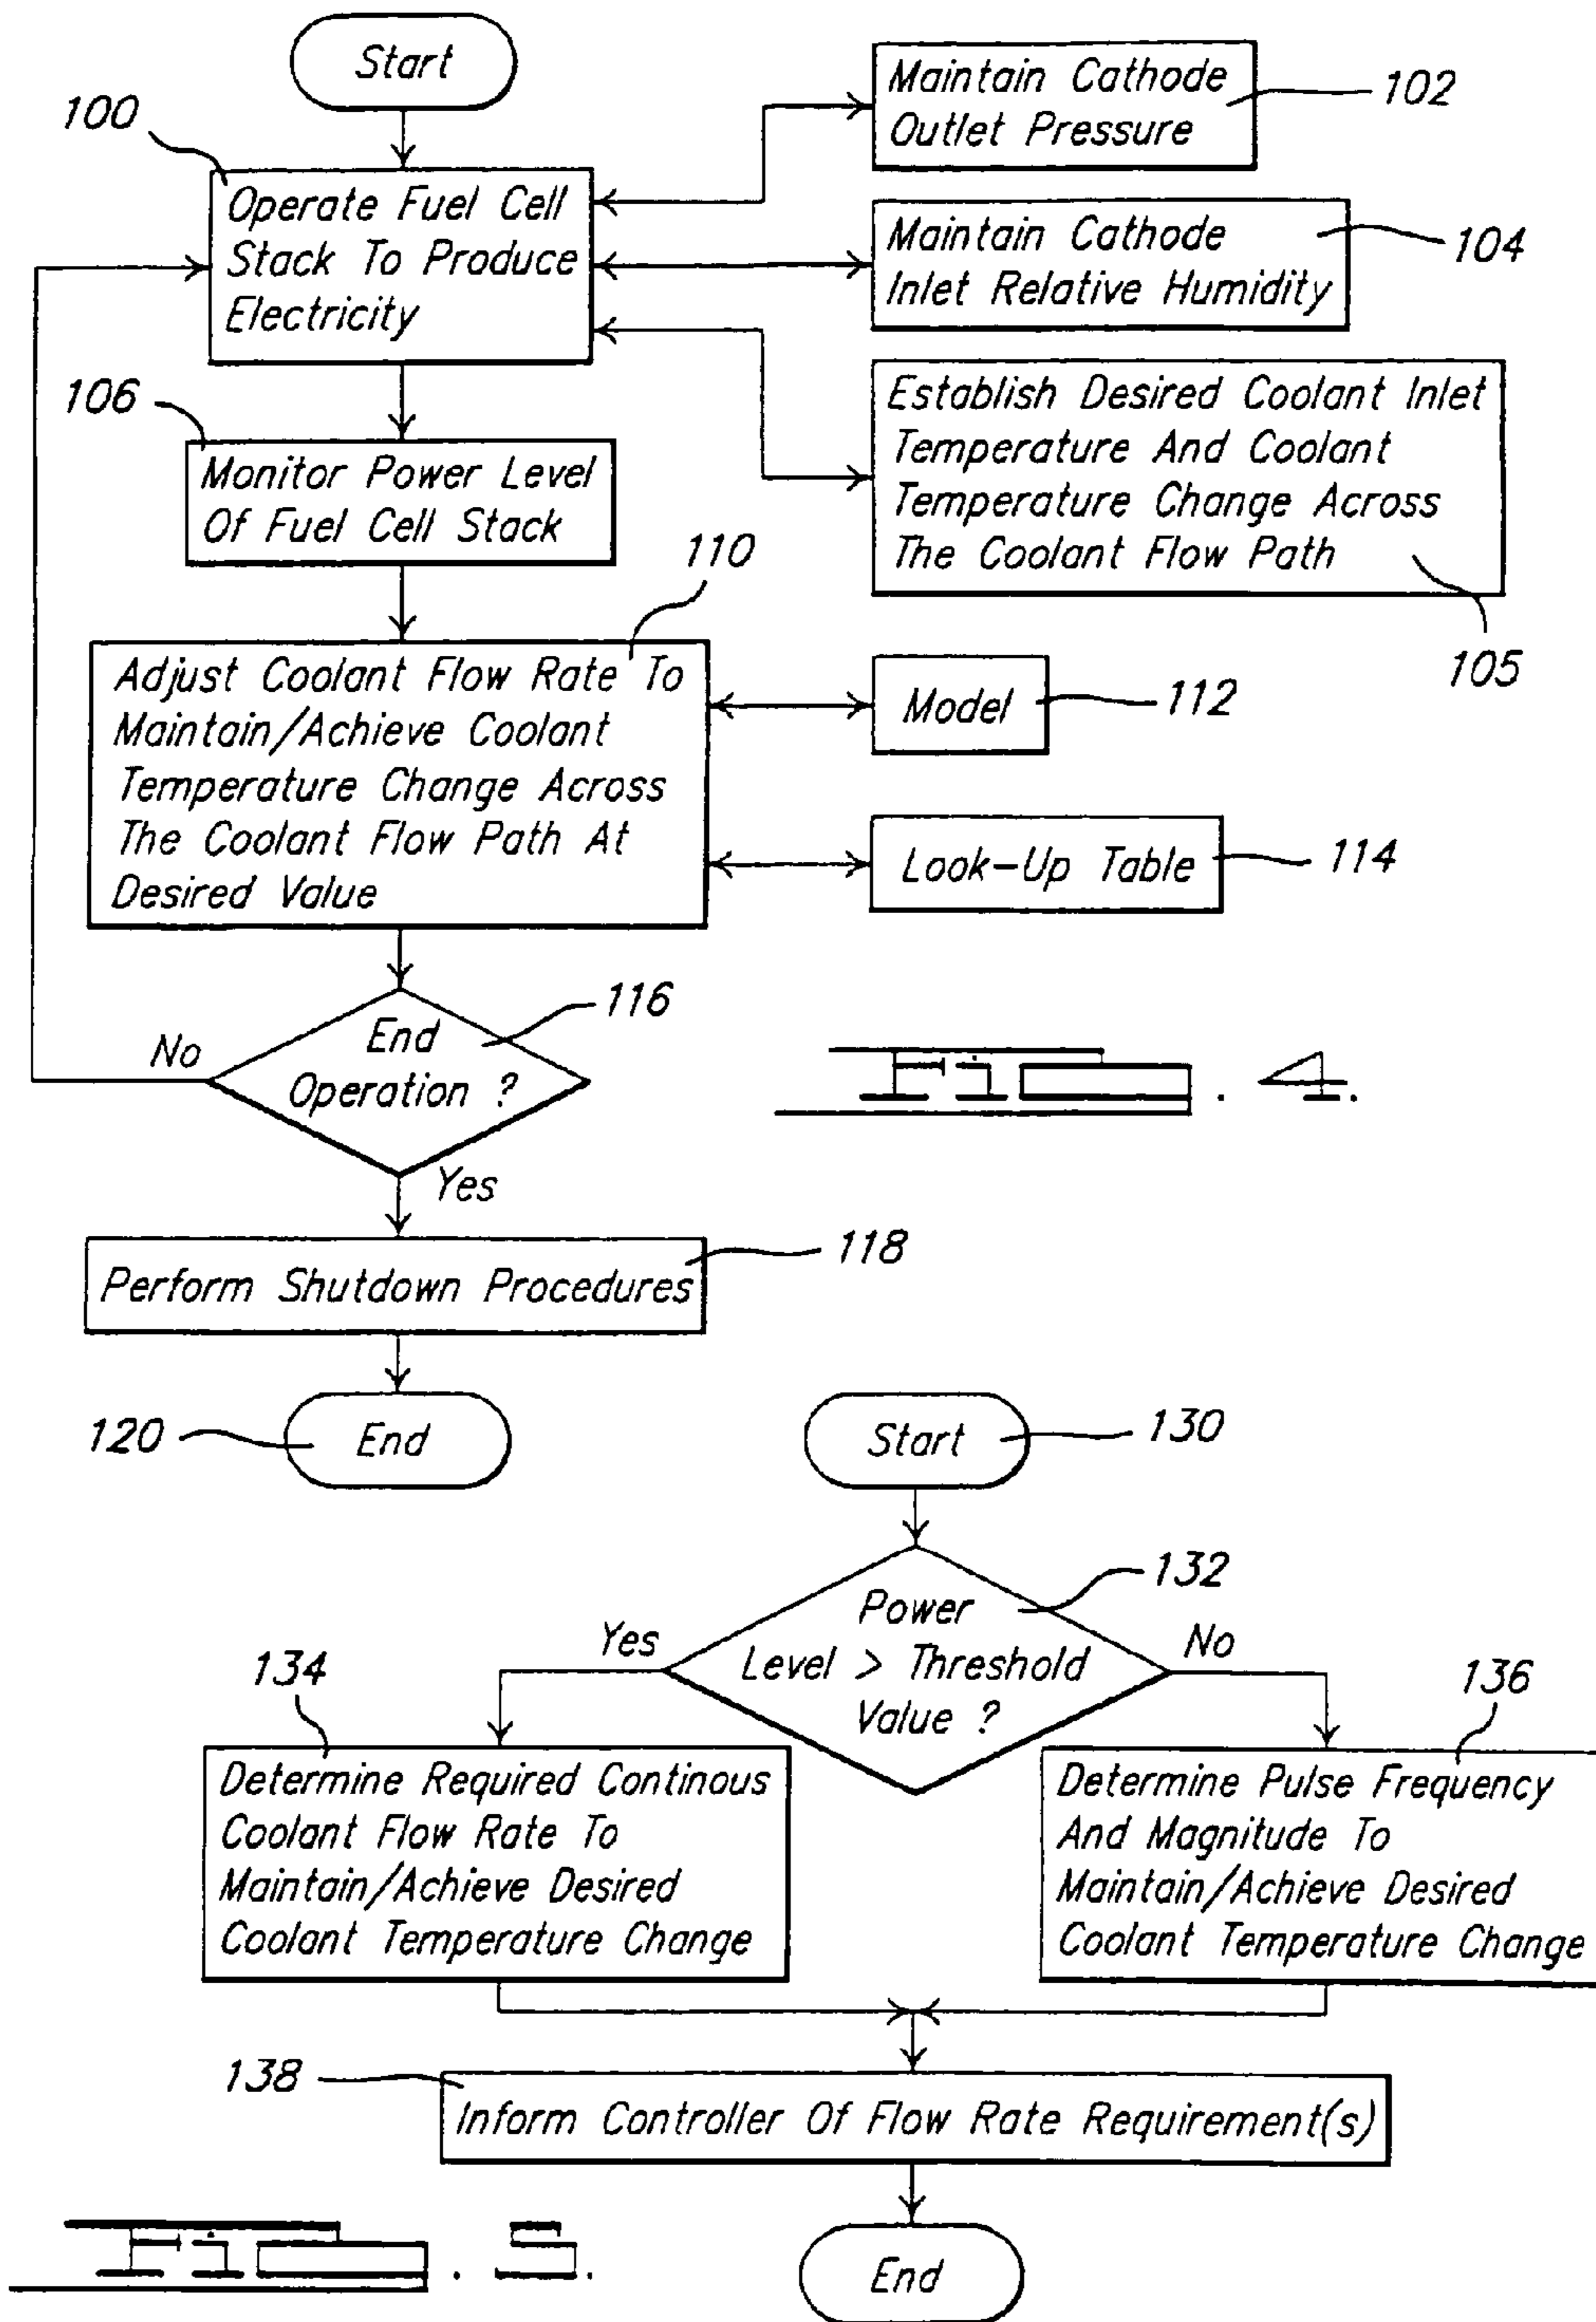 Start
100
Operate Fuel Cell
Stack To Produce
Electricity
Maintain Cathode
Outlet Pressure
102
Maintain Cathode
Inlet Relative Humidity
104
Establish Desired Coolant Inlet
Temperature And Coolant
Temperature Change Across
The Coolant Flow Path
105
106
Monitor Power Level
Of Fuel Cell Stack
110
Adjust Coolant Flow Rate To
Maintain/Achieve Coolant
Temperature Change Across
The Coolant Flow Path At
Desired Value
Model
112
Look-Up Table
114
116
End
Operation ?
No
Yes
Fig. 4.
118
Perform Shutdown Procedures
120
End
Start
130
132
Power
Level > Threshold
Value ?
Yes
No
134
Determine Required Continous
Coolant Flow Rate To
Maintain/Achieve Desired
Coolant Temperature Change
136
Determine Pulse Frequency
And Magnitude To
Maintain/Achieve Desired
Coolant Temperature Change
138
Inform Controller Of Flow Rate Requirement(s)
End
Fig. 5.